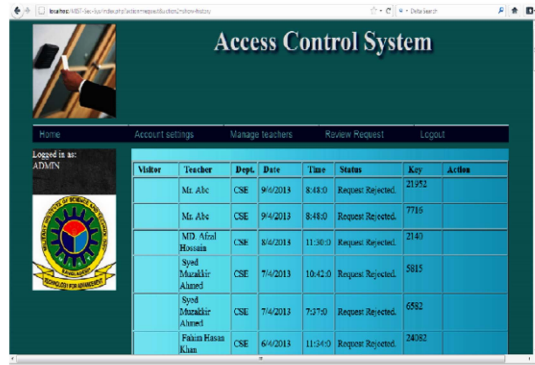 Access Control System
Home Account settings Manage teachers Review Request Logout
Logged in as:
ADMIN
Visitor Teacher Dept. Date Time Status Key Action
Mr. Abc CSE 9/4/2013 8:48:0 Request Rejected. 21952
Mr. Abc CSE 9/4/2013 8:48:0 Request Rejected. 7716
MD. Afzal
Hossain CSE 8/4/2013 11:30:0 Request Rejected. 2140
Syed
Muzakkir
Ahmed CSE 7/4/2013 10:42:0 Request Rejected. 5815
Syed
Muzakkir
Ahmed CSE 7/4/2013 7:37:0 Request Rejected. 6582
Fahim Hasan
Khan CSE 6/4/2013 11:34:0 Request Rejected. 24082